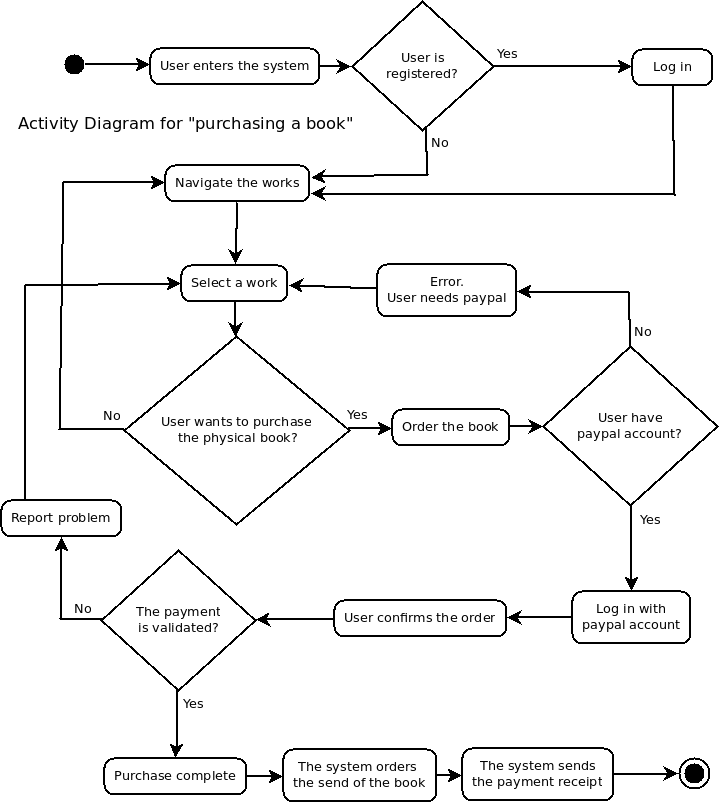 User enters the system
User is
registered?
Yes
Log in
No
Activity Diagram for "purchasing a book"
Navigate the works
Select a work
Error.
User needs paypal
No
User wants to purchase
the physical book?
No
Yes
Order the book
User have
paypal account?
Yes
Report problem
The payment
is validated?
No
User confirms the order
Log in with
paypal account
Yes
Purchase complete
The system orders
the send of the book
The system sends
the payment receipt